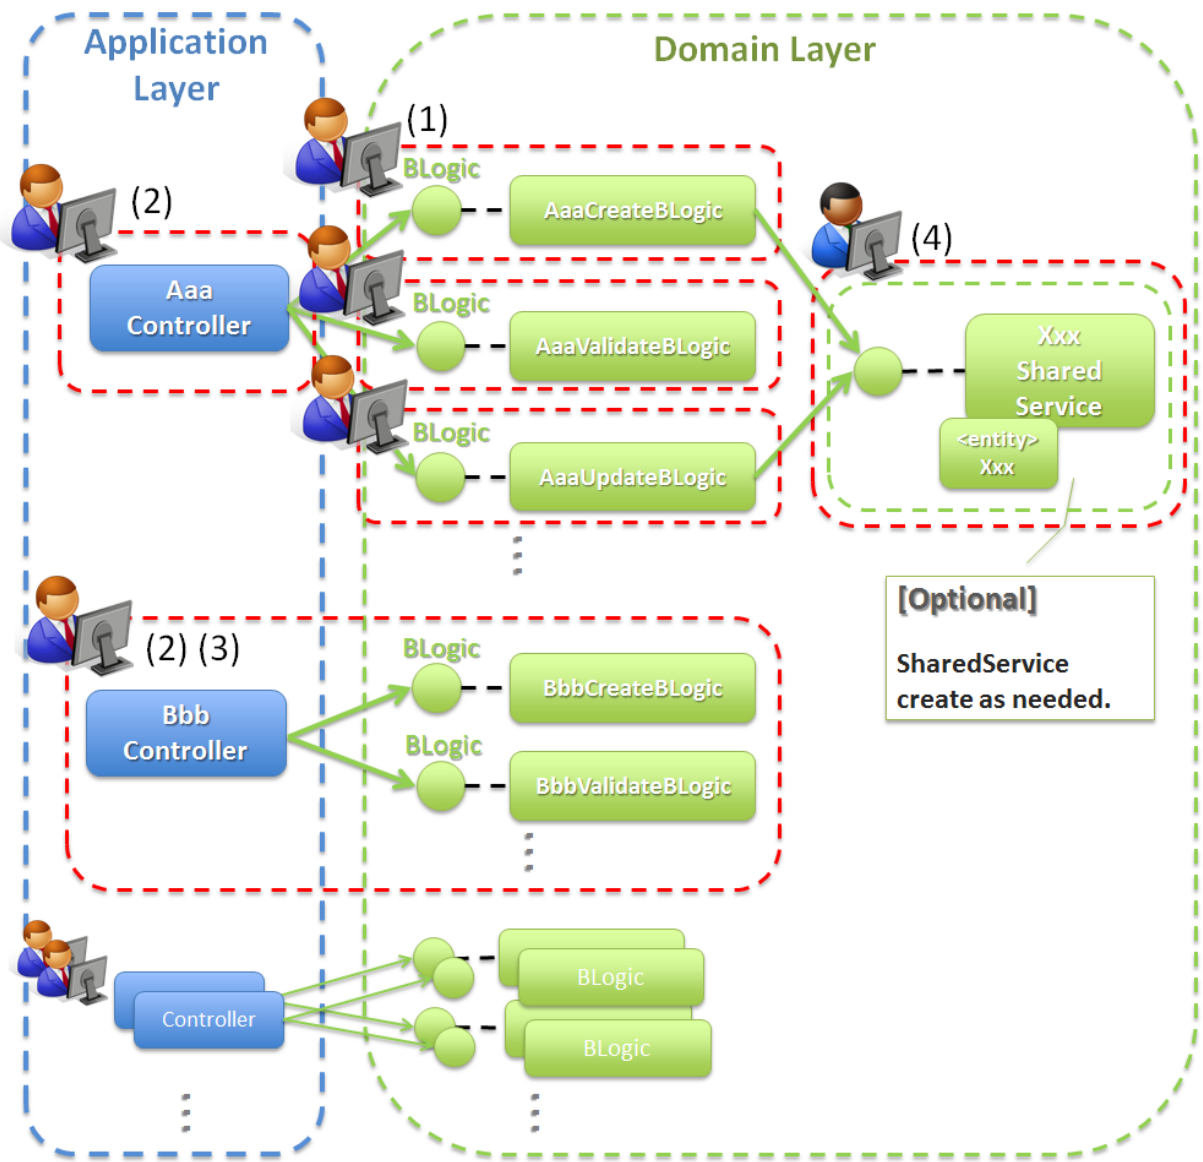 Application
Layer
Domain Layer
(1)
BLogic
AaaCreateBLogic
(2)
(4)
Aaa
Controller
BLogic
AaaValidateBLogic
Xxx
Shared
Service
<entity>
Xxx
BLogic
AaaUpdateBLogic
[Optional]
SharedService
create as needed.
(2) (3)
BLogic
BbbCreateBLogic
Bbb
Controller
BLogic
BbbValidateBLogic
BLogic
Controller
BLogic